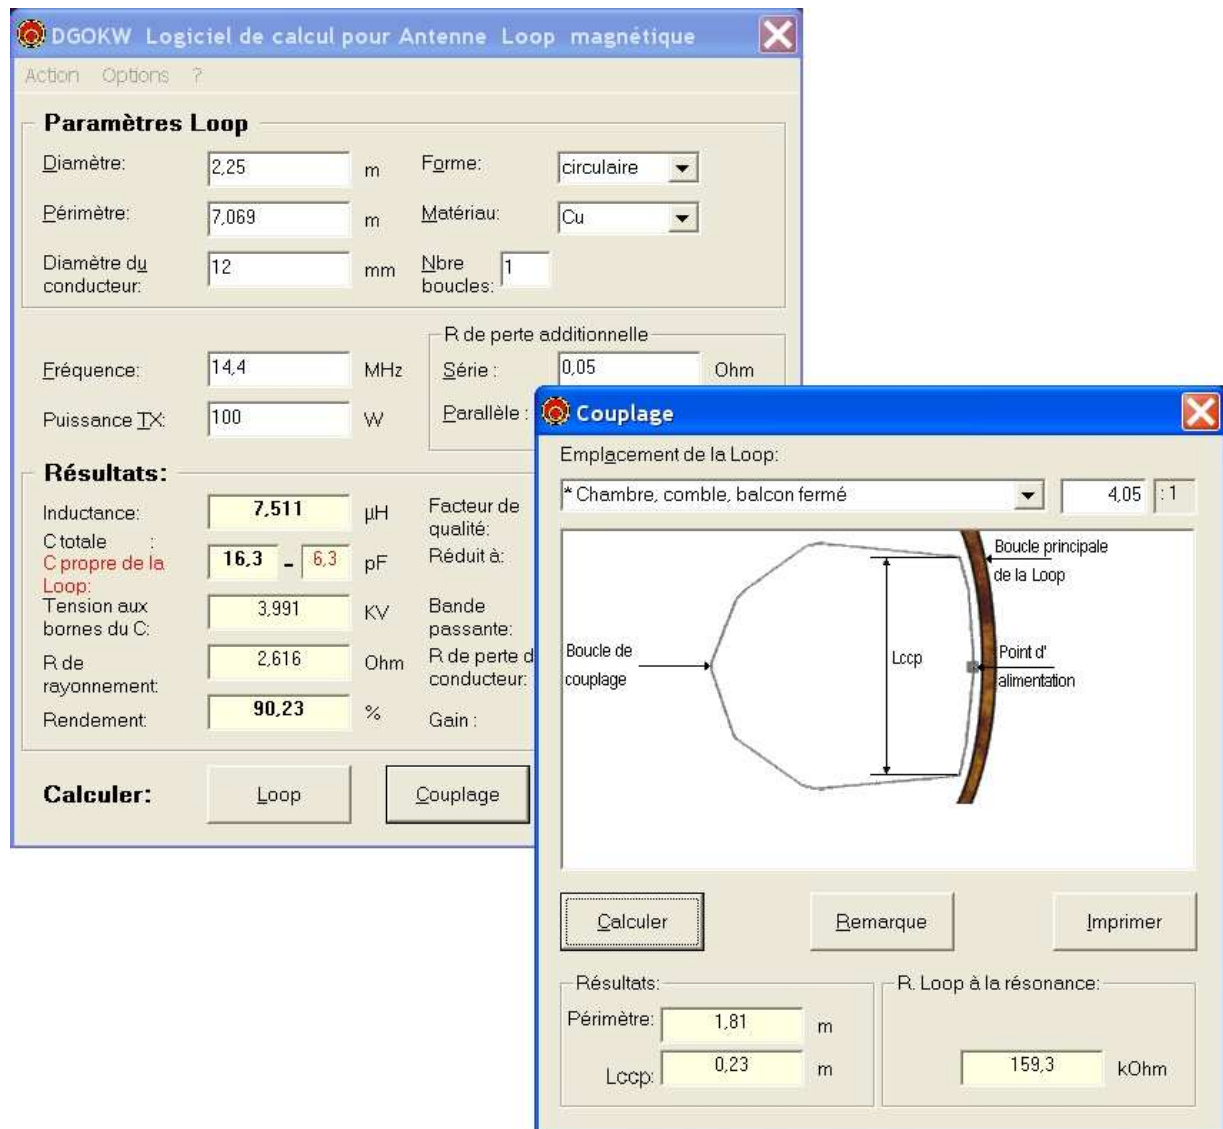 DG0KW Logiciel de calcul pour Antenne Loop magnétique
Action Options ?
Paramètres Loop
Diamètre: 2,25 m Forme: circulaire
Périmètre: 7,069 m Matériau: Cu
Diamètre du conducteur: 12 mm Nbre boucles: 1
R de perte additionnelle
Fréquence: 14,4 MHz Série : 0,05 Ohm
Puissance TX: 100 W Parallèle :
Résultats:
Inductance: 7,511 µH Facteur de qualité:
C totale :
C propre de la Loop: 16,3 - 6,3 pF Réduit à:
Tension aux bornes du C: 3,991 KV Bande passante:
R de rayonnement: 2,616 Ohm R de perte d conducteur:
Rendement: 90,23 % Gain :
Calculer: Loop Couplage
Couplage
Emplacement de la Loop:
* Chambre, comble, balcon fermé 4,05 : 1
Boucle principale
de la Loop
Boucle de
couplage
Lccp
Point d'
alimentation
Calculer Remarque Imprimer
Résultats: R. Loop à la résonance:
Périmètre: 1,81 m
Lccp: 0,23 m 159,3 kOhm